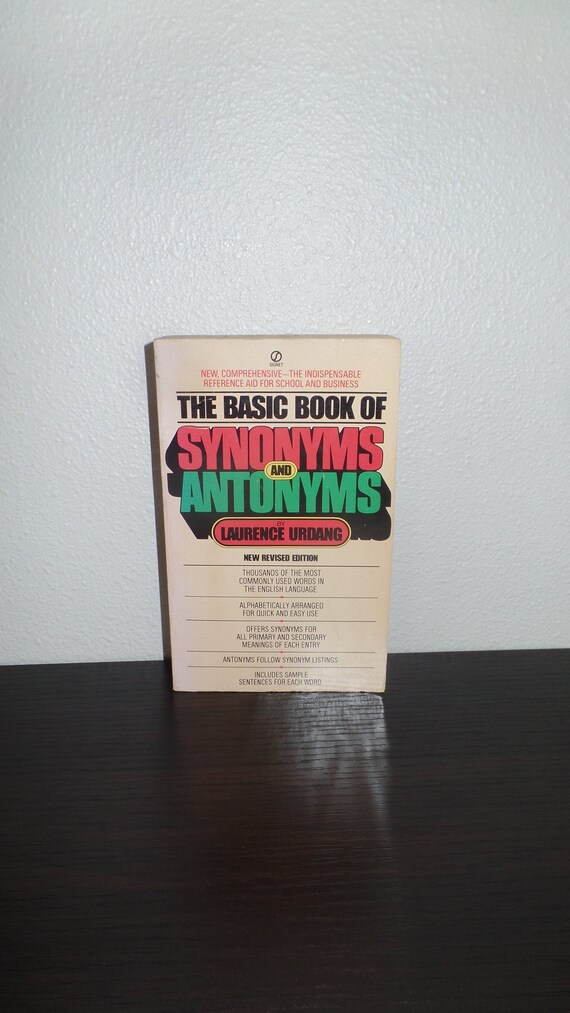 SIGNET
NEW, COMPREHENSIVE—THE INDISPENSABLE
REFERENCE AID FOR SCHOOL AND BUSINESS
THE BASIC BOOK OF
SYNONYMS
AND
ANTONYMS
BY
LAURENCE URDANG
NEW REVISED EDITION
THOUSANDS OF THE MOST
COMMONLY USED WORDS IN
THE ENGLISH LANGUAGE
ALPHABETICALLY ARRANGED
FOR QUICK AND EASY USE
OFFERS SYNONYMS FOR
ALL PRIMARY AND SECONDARY
MEANINGS OF EACH ENTRY
ANTONYMS FOLLOW SYNONYM LISTINGS
INCLUDES SAMPLE
SENTENCES FOR EACH WORD